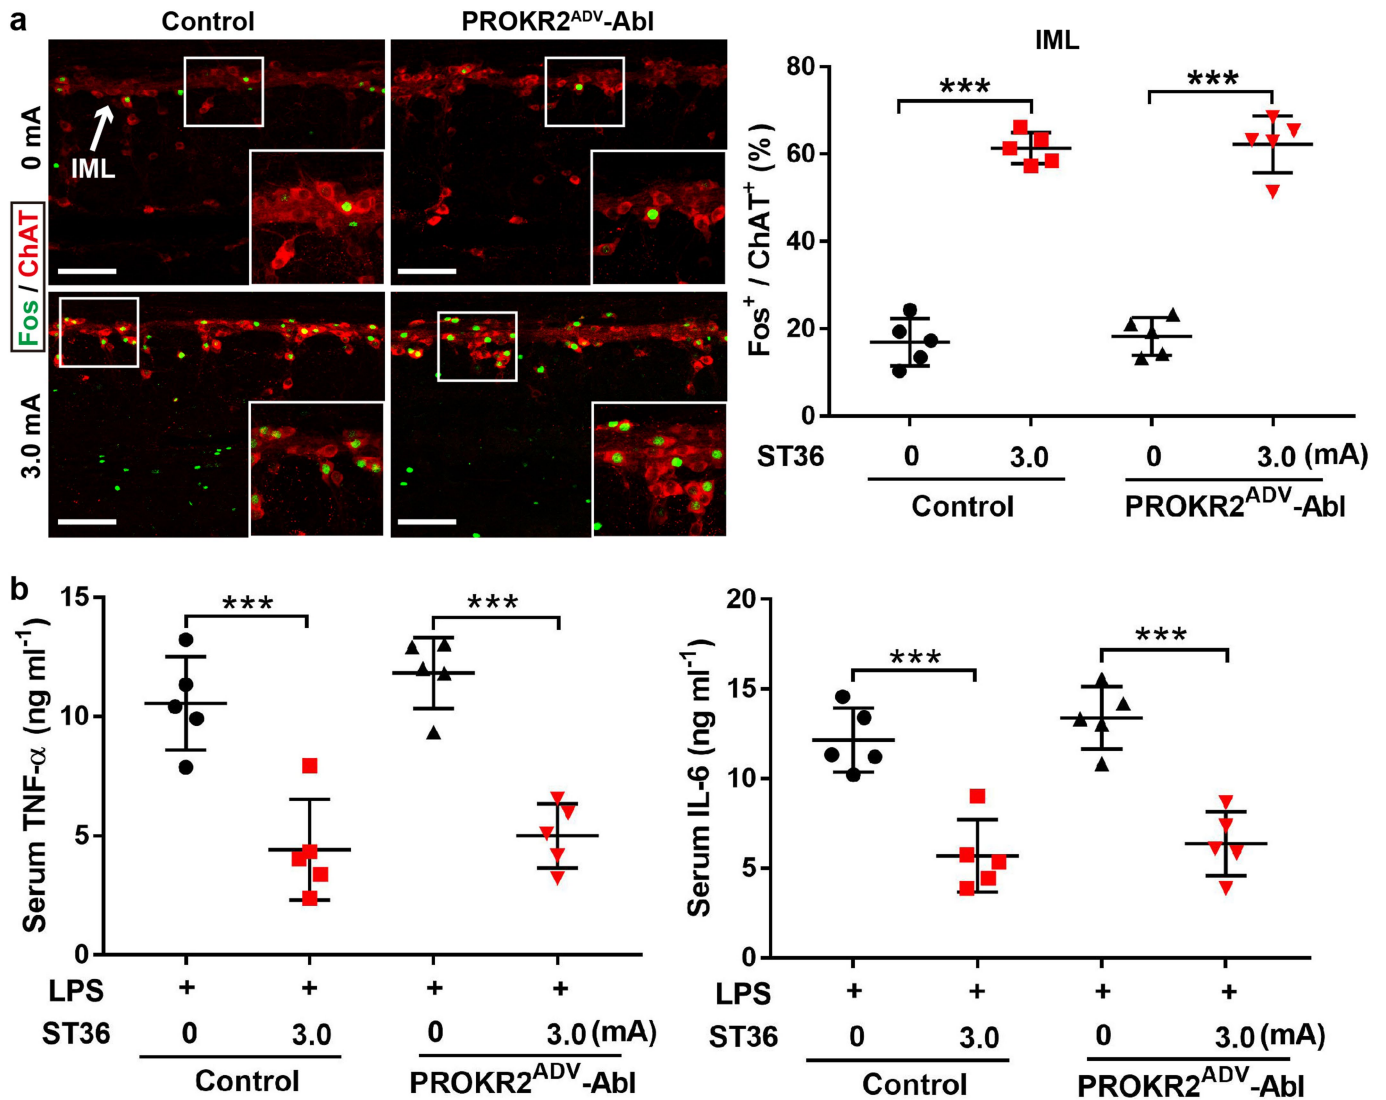 a
Control
PROKR2ADV-Abl
0 mA
IML
Fos / ChAT
3.0 mA
IML
Fos+ / ChAT+ (%)
80
60
40
20
0
***
***
ST36 0 3.0 0 3.0 (mA)
Control PROKR2ADV-Abl
b
Serum TNF-α (ng ml-1)
15
10
5
0
***
***
LPS + + + +
ST36 0 3.0 0 3.0 (mA)
Control PROKR2ADV-Abl
Serum IL-6 (ng ml-1)
20
15
10
5
0
***
***
LPS + + + +
ST36 0 3.0 0 3.0 (mA)
Control PROKR2ADV-Abl